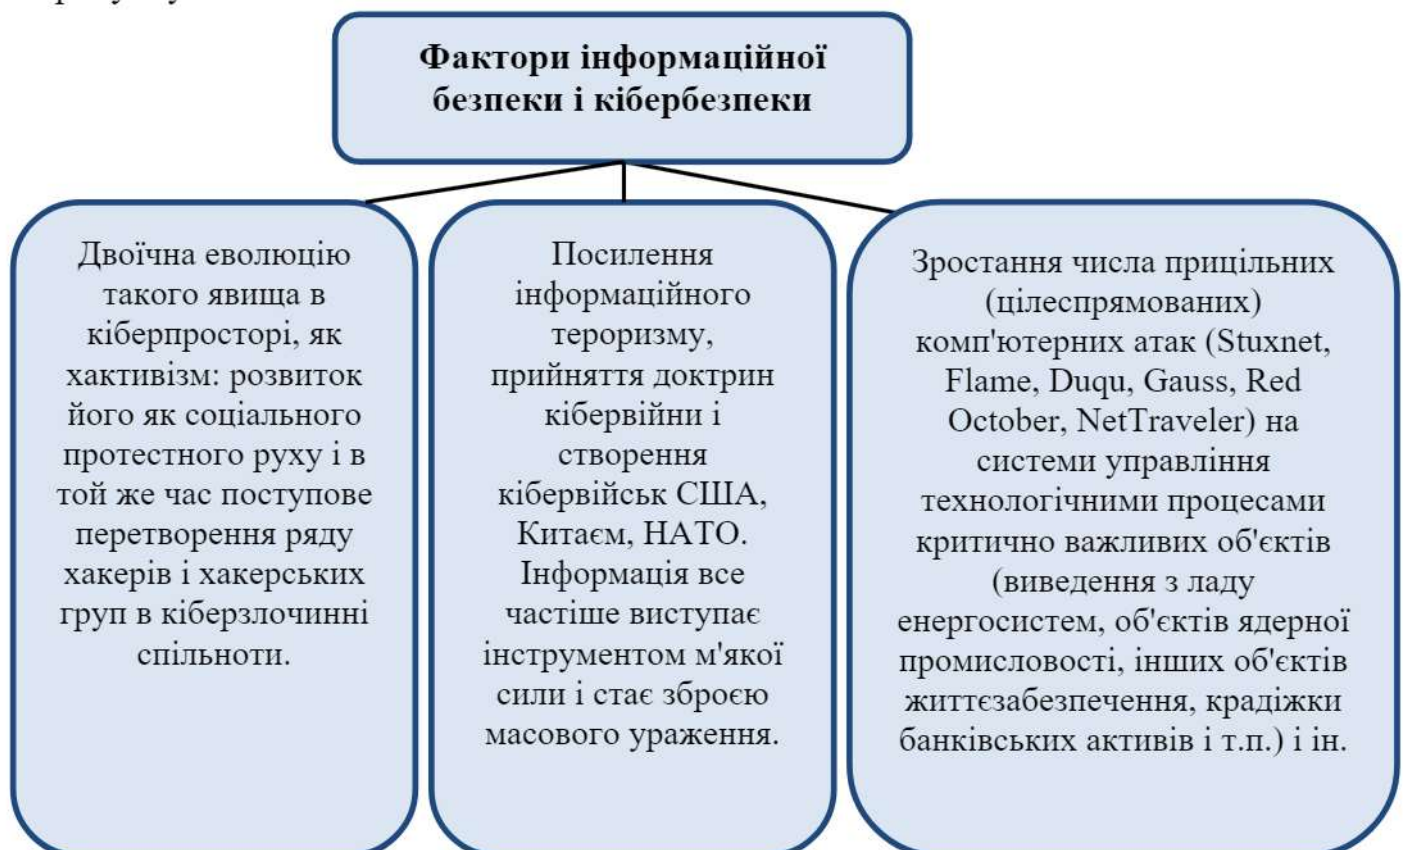 Фактори інформаційної
безпеки і кібербезпеки
Двоїчна еволюцію
такого явища в
кіберпросторі, як
хактивізм: розвиток
його як соціального
протестного руху і в
той же час поступове
перетворення ряду
хакерів і хакерських
груп в кіберзлочинні
спільноти.
Посилення
інформаційного
тероризму,
прийняття доктрин
кібервійни і
створення
кібервійськ США,
Китаєм, НАТО.
Інформація все
частіше виступає
інструментом м'якої
сили і стає зброєю
масового ураження.
Зростання числа прицільних
(цілеспрямованих)
комп'ютерних атак (Stuxnet,
Flame, Duqu, Gauss, Red
October, NetTraveler) на
системи управління
технологічними процесами
критично важливих об'єктів
(виведення з ладу
енергосистем, об'єктів ядерної
промисловості, інших об'єктів
життєзабезпечення, крадіжки
банківських активів і т.п.) і ін.